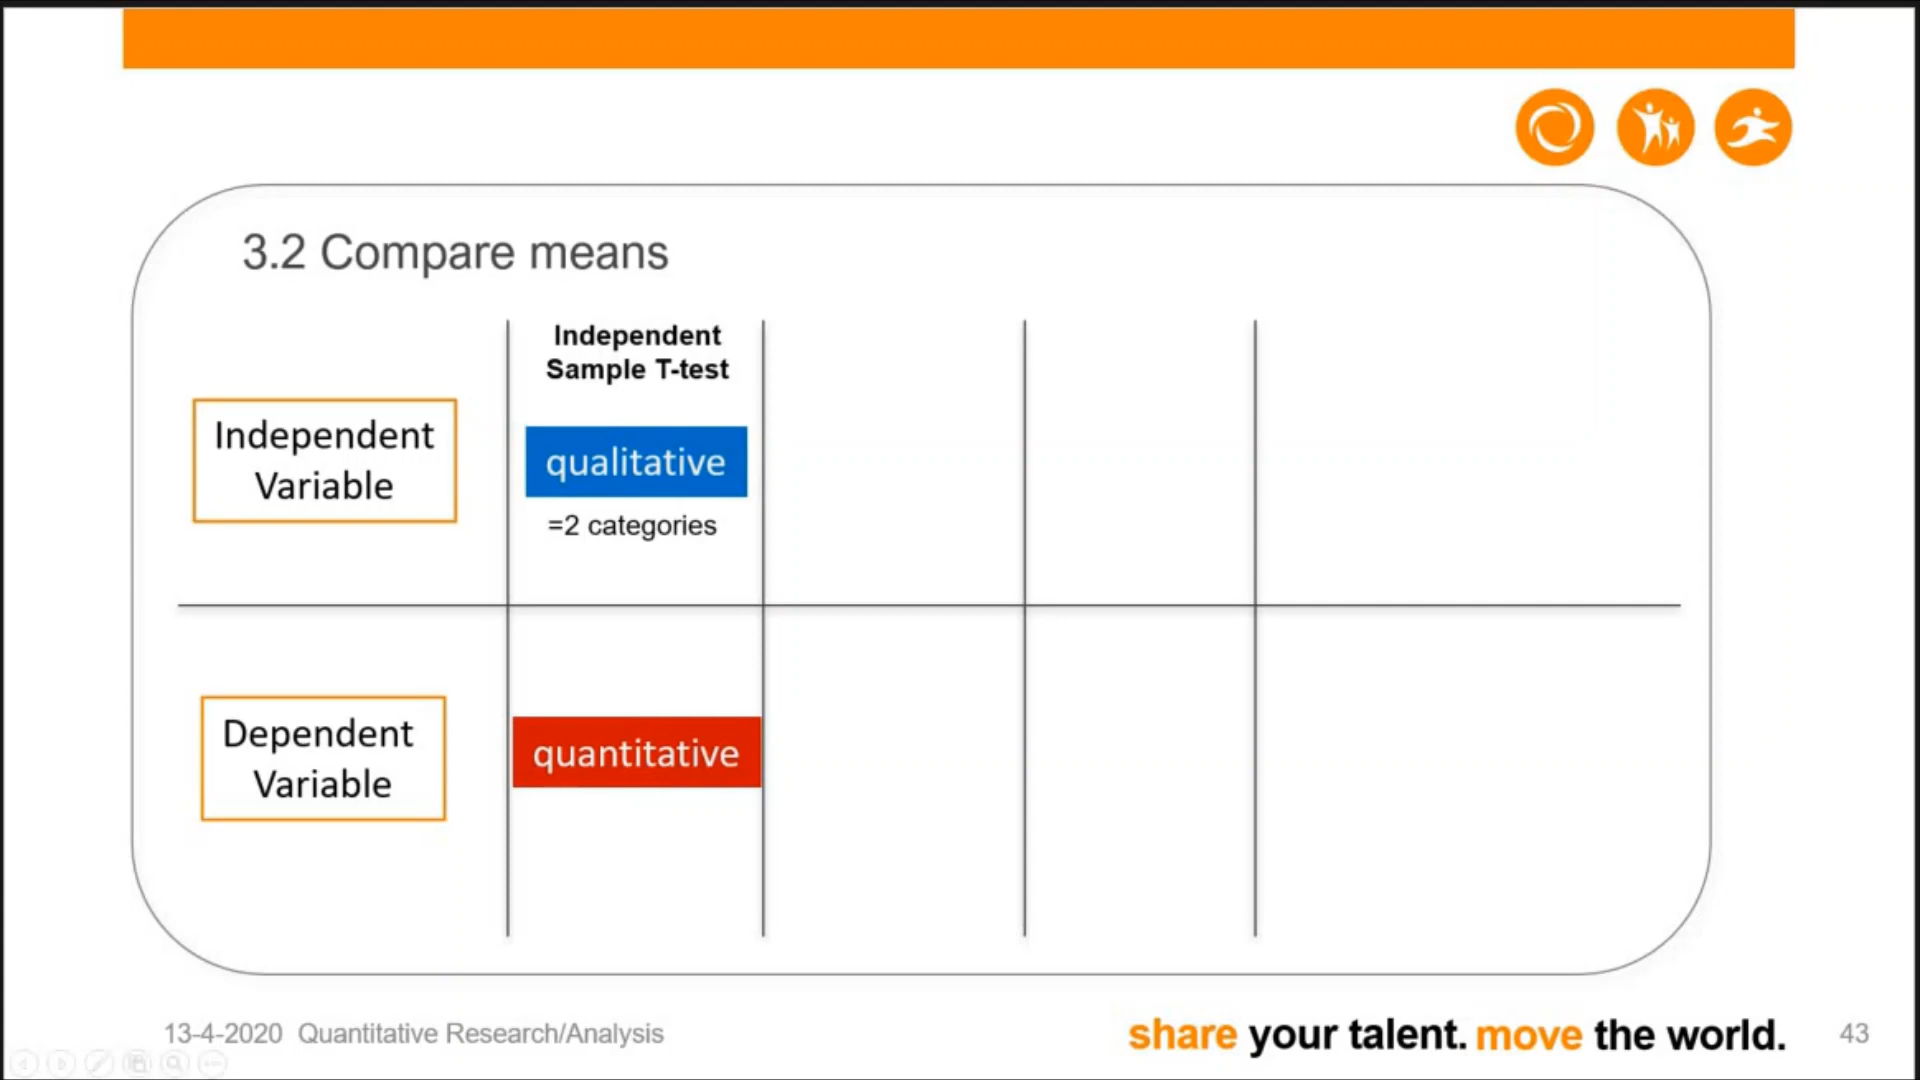 3.2 Compare means
Independent
Sample T-test
Independent
Variable
qualitative
=2 categories
Dependent
Variable
quantitative
13-4-2020 Quantitative Research/Analysis
share your talent. move the world.
43